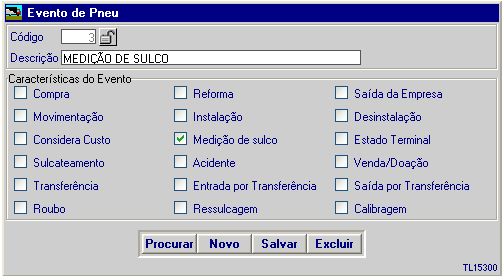 Evento de Pneu
Código 3
Descrição MEDIÇÃO DE SULCO
Características do Evento
Compra Reforma Saída da Empresa
Movimentação Instalação Desinstalação
Considera Custo Medição de sulco Estado Terminal
Sulcateamento Acidente Venda/Doação
Transferência Entrada por Transferência Saída por Transferência
Roubo Ressulcagem Calibragem
Procurar Novo Salvar Excluir
TL15300